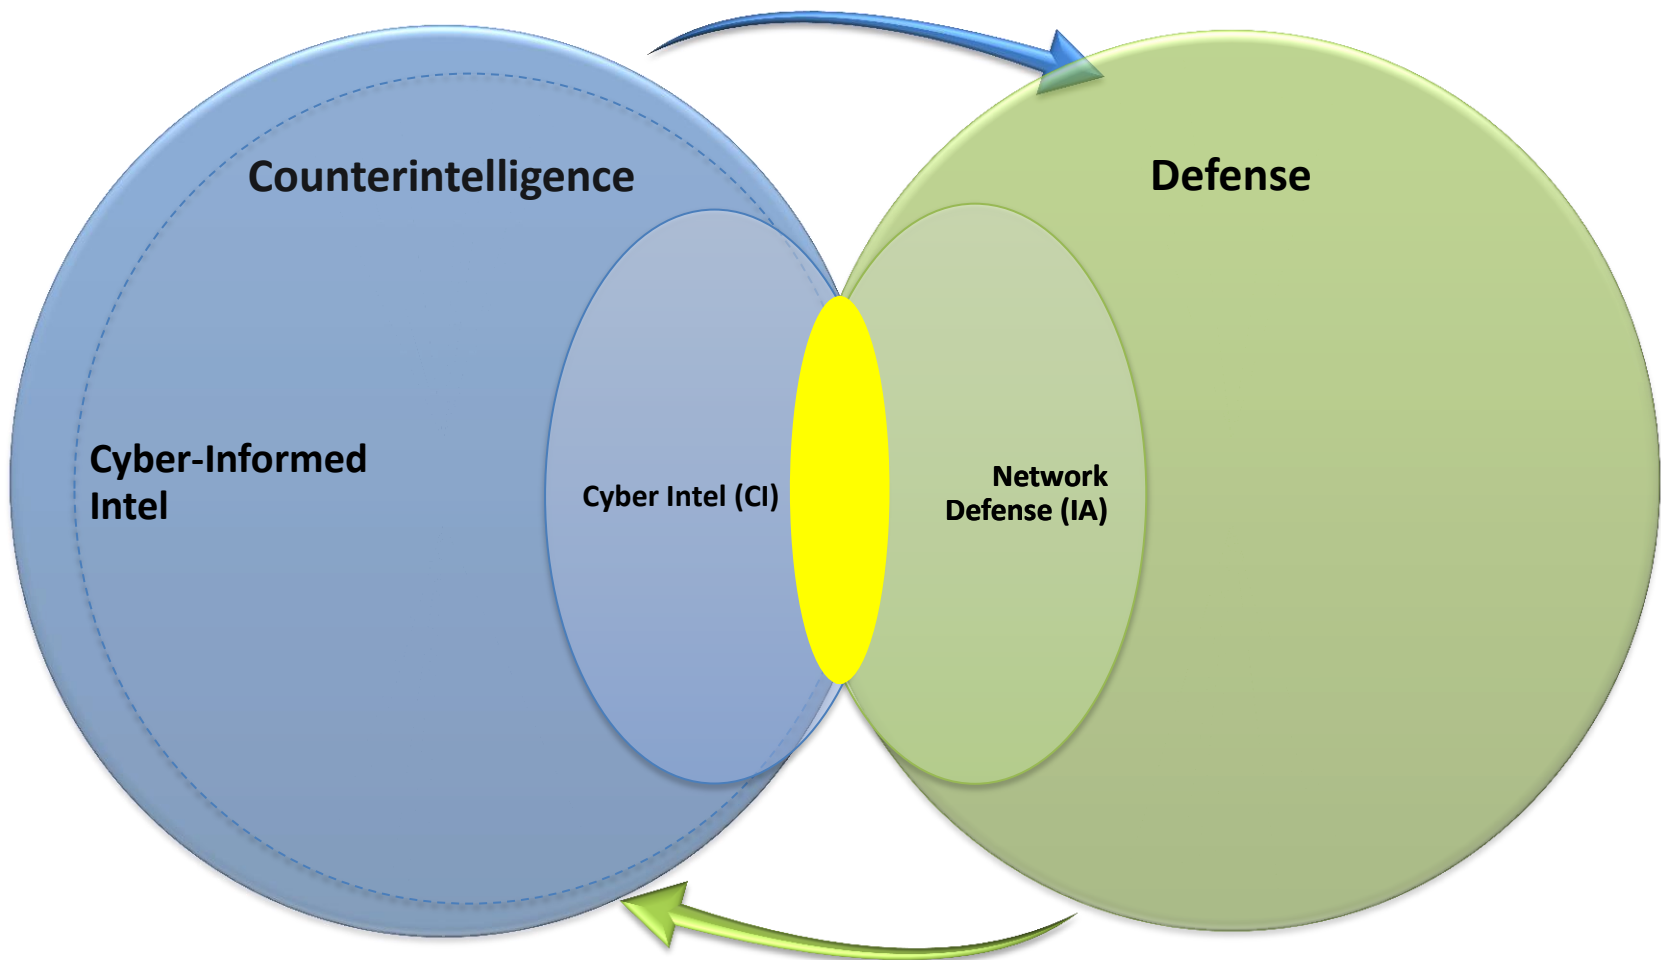 Counterintelligence
Defense
Cyber-Informed
Intel
Cyber Intel (CI)
Network
Defense (IA)